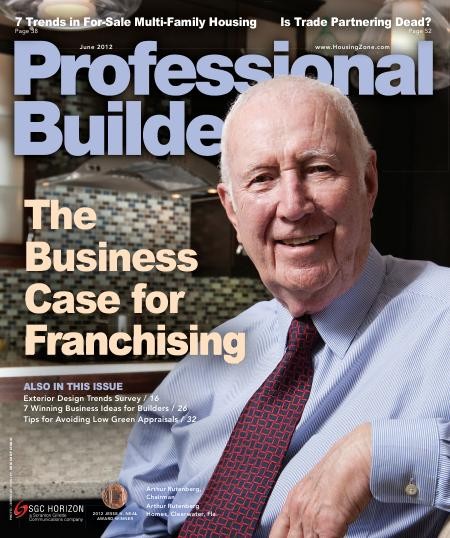 7 Trends in For-Sale Multi-Family Housing
Page 38
Is Trade Partnering Dead?
Page 52
June 2012
www.HousingZone.com
Professional
Builde
The
Business
Case for
Franchising
ALSO IN THIS ISSUE
Exterior Design Trends Survey / 16
7 Winning Business Ideas for Builders / 26
Tips for Avoiding Low Green Appraisals / 32
Arthur Rutenberg,
Chairman
Arthur Rutenberg
Homes, Clearwater, Fla.
SGC HORIZON
a Scranton Gillette
Communications company
2012 JESSE H. NEAL
AWARD WINNER